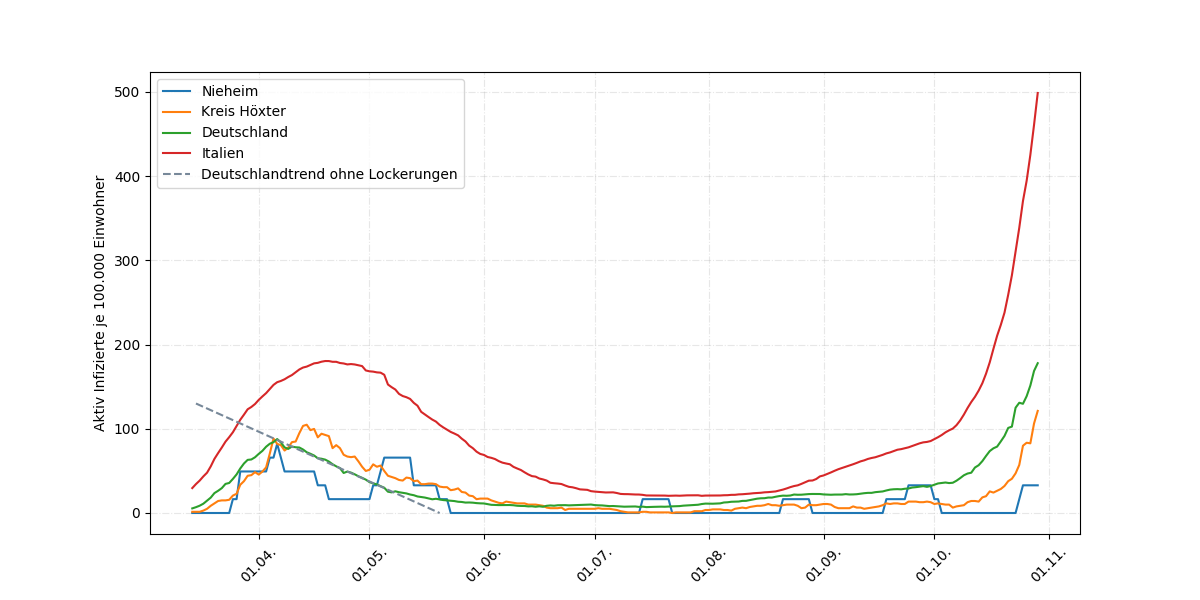 Nieheim
Kreis Höxter
Deutschland
Italien
Deutschlandtrend ohne Lockerungen
Aktiv Infizierte je 100.000 Einwohner
500
400
300
200
100
0
01.04.
01.05.
01.06.
01.07.
01.08.
01.09.
01.10.
01.11.